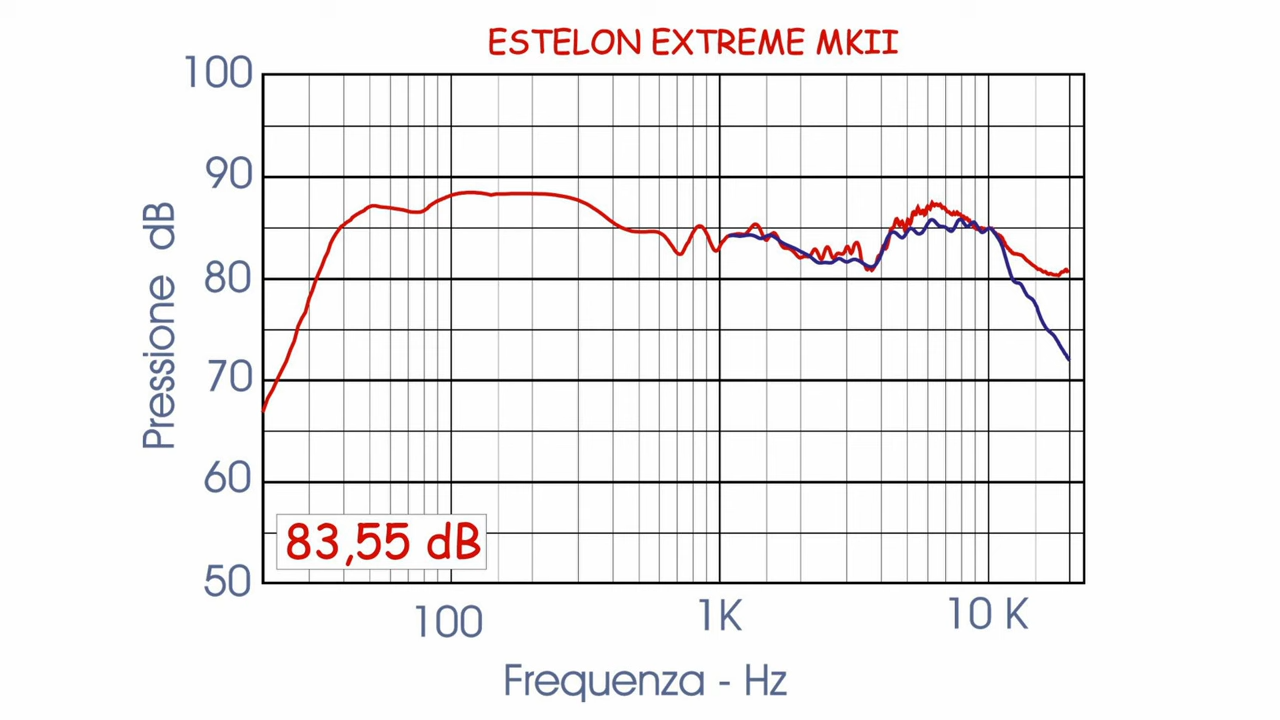 ESTELON EXTREME MKII
100
90
80
70
60
50
Pressione dB
83,55 dB
100
1K
10 K
Frequenza - Hz